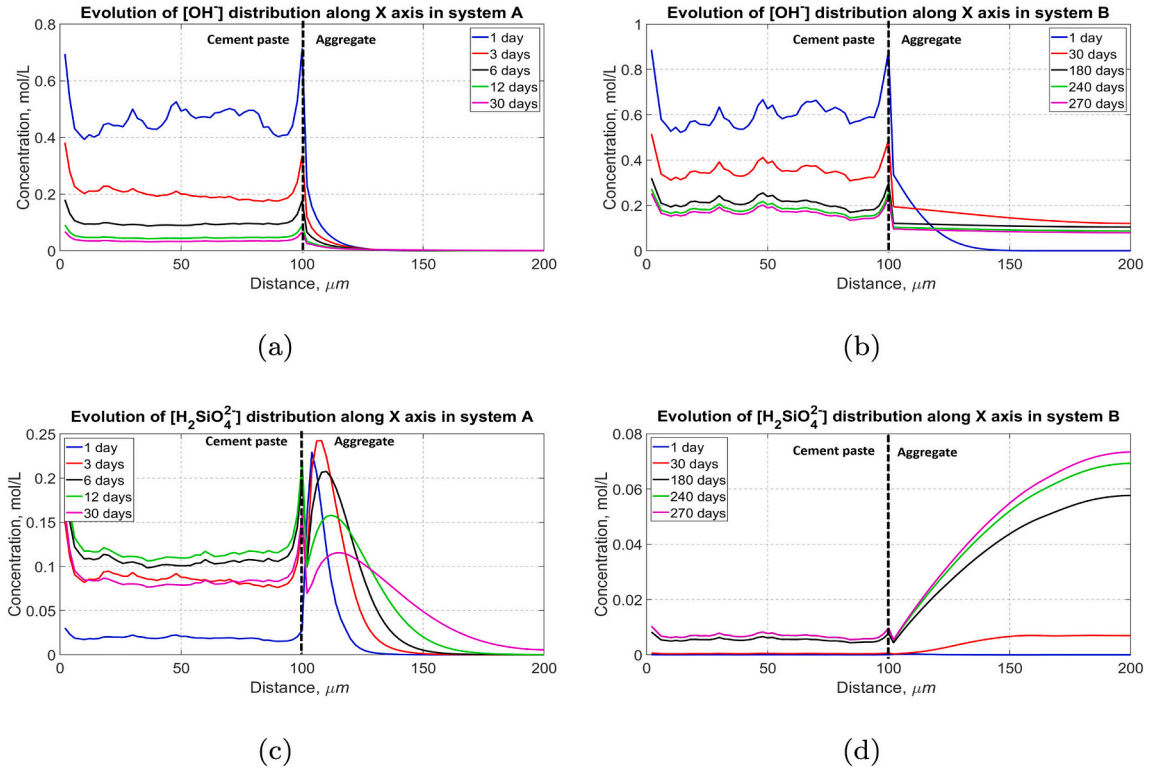 Evolution of [OH⁻] distribution along X axis in system A
Cement paste
Aggregate
1 day
3 days
6 days
12 days
30 days
0.8
0.6
0.4
0.2
0
Concentration, mol/L
0
50
100
150
200
Distance, μm
(a)
Evolution of [OH⁻] distribution along X axis in system B
Cement paste
Aggregate
1 day
30 days
180 days
240 days
270 days
1
0.8
0.6
0.4
0.2
0
Concentration, mol/L
0
50
100
150
200
Distance, μm
(b)
Evolution of [H₂SiO₄²⁻] distribution along X axis in system A
1 day
3 days
6 days
12 days
30 days
Cement paste
Aggregate
0.25
0.2
0.15
0.1
0.05
0
Concentration, mol/L
0
50
100
150
200
Distance, μm
(c)
Evolution of [H₂SiO₄²⁻] distribution along X axis in system B
1 day
30 days
180 days
240 days
270 days
Cement paste
Aggregate
0.08
0.06
0.04
0.02
0
Concentration, mol/L
0
50
100
150
200
Distance, μm
(d)